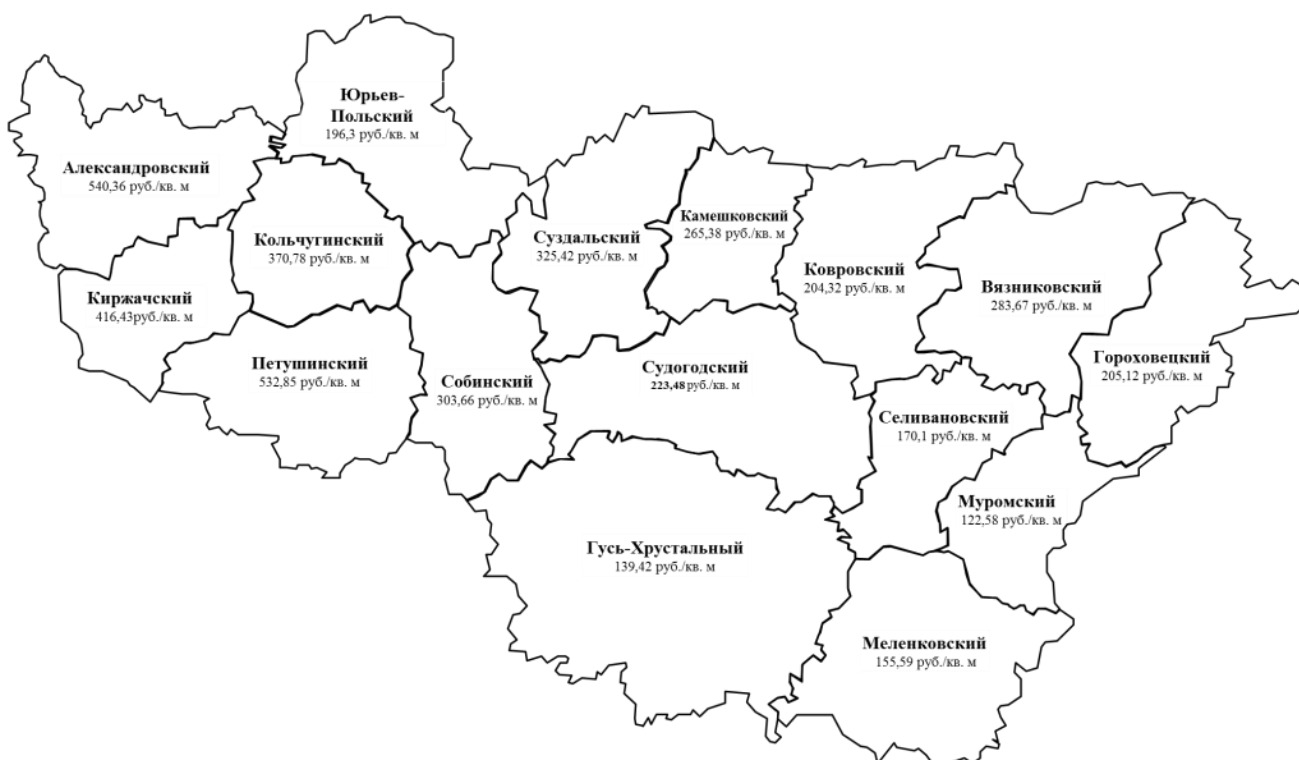 Юрьев-
Польский
196,3 руб./кв. м
Александровский
540,36 руб./кв. м
Кольчугинский
370,78 руб./кв. м
Суздальский
325,42 руб./кв. м
Камешковский
265,38 руб./кв. м
Ковровский
204,32 руб./кв. м
Вязниковский
283,67 руб./кв. м
Киржачский
416,43руб./кв. м
Петушинский
532,85 руб./кв. м
Собинский
303,66 руб./кв. м
Судогодский
223,48 руб./кв. м
Гороховецкий
205,12 руб./кв. м
Селивановский
170,1 руб./кв. м
Муромский
122,58 руб./кв. м
Гусь-Хрустальный
139,42 руб./кв. м
Меленковский
155,59 руб./кв. м